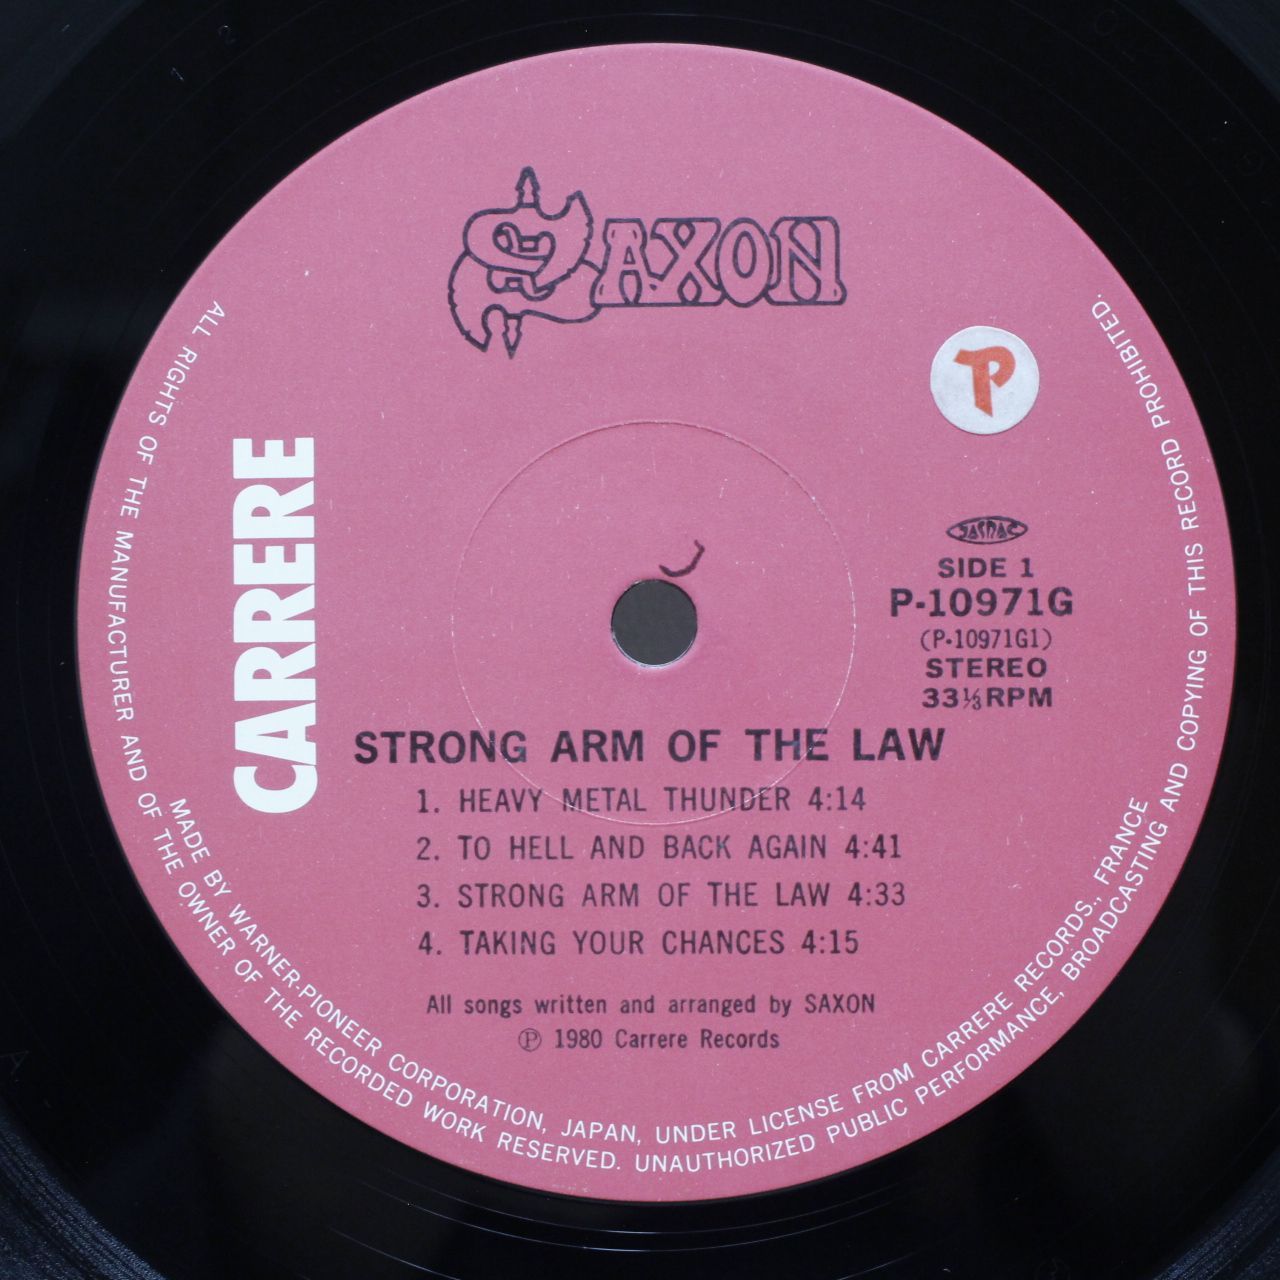 SAXON
P
CARRERE
JASRAC
SIDE 1
P-10971G
(P-10971G1)
STEREO
33⅓RPM
STRONG ARM OF THE LAW
1. HEAVY METAL THUNDER 4:14
2. TO HELL AND BACK AGAIN 4:41
3. STRONG ARM OF THE LAW 4:33
4. TAKING YOUR CHANCES 4:15
All songs written and arranged by SAXON
℗ 1980 Carrere Records
MADE BY WARNER-PIONEER CORPORATION, JAPAN, UNDER LICENSE FROM CARRERE RECORDS., FRANCE
ALL RIGHTS OF THE MANUFACTURER AND OF THE OWNER OF THE RECORDED WORK RESERVED. UNAUTHORIZED PUBLIC PERFORMANCE, BROADCASTING AND COPYING OF THIS RECORD PROHIBITED.